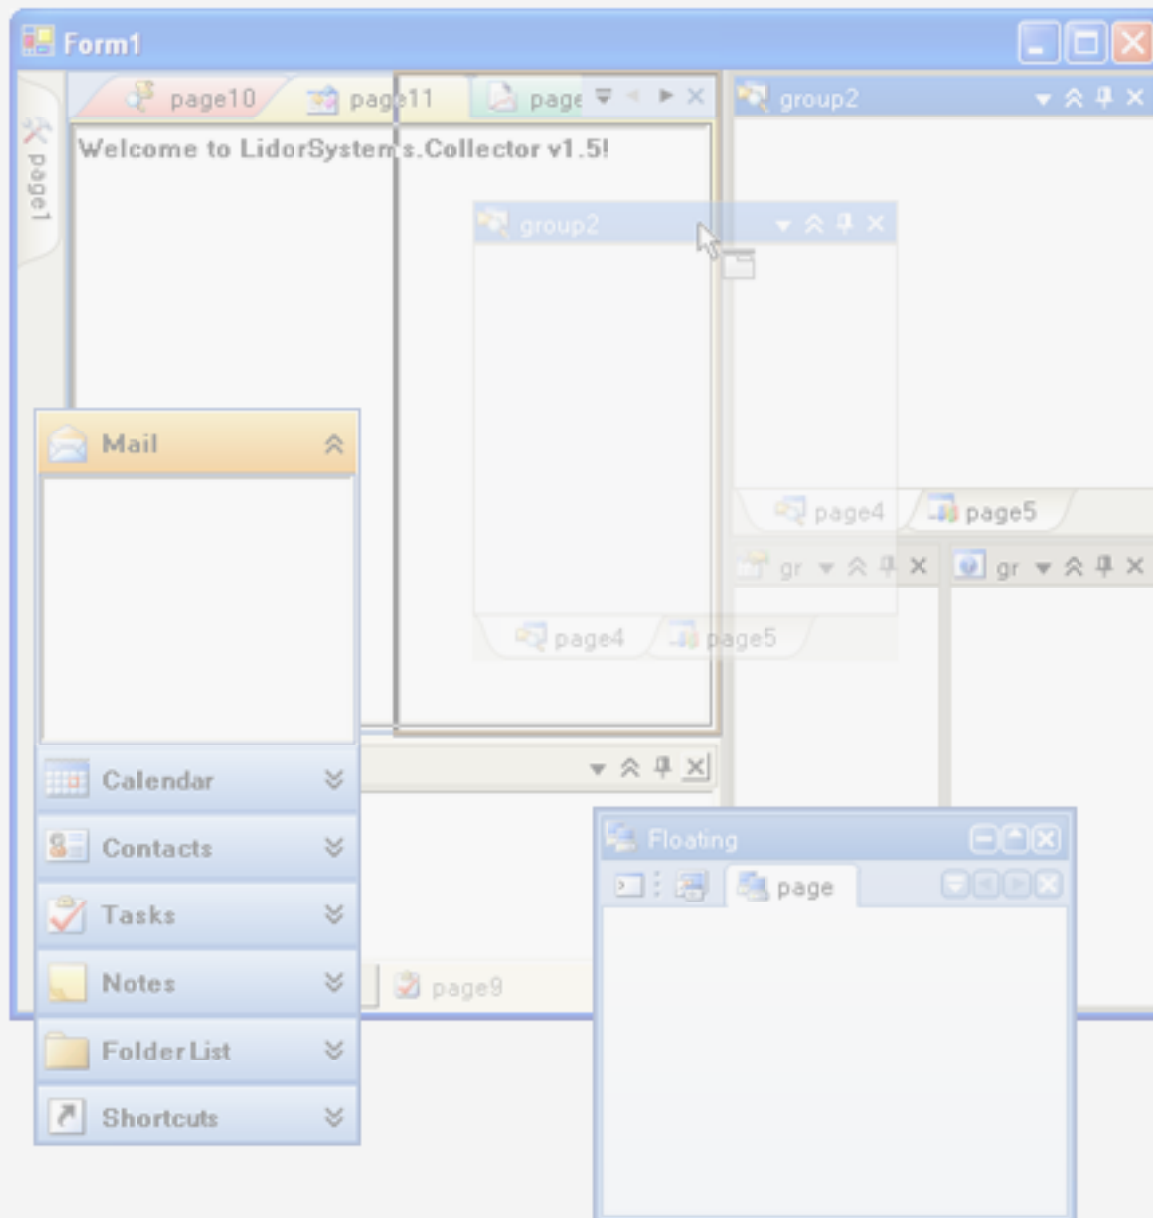 Form1
page10
page11
page
group2
page1
Welcome to LidorSystems.Collector v1.5!
group2
Mail
page4
page5
gr
gr
page4
page5
Calendar
Contacts
Floating
Tasks
page
Notes
page9
Folder List
Shortcuts